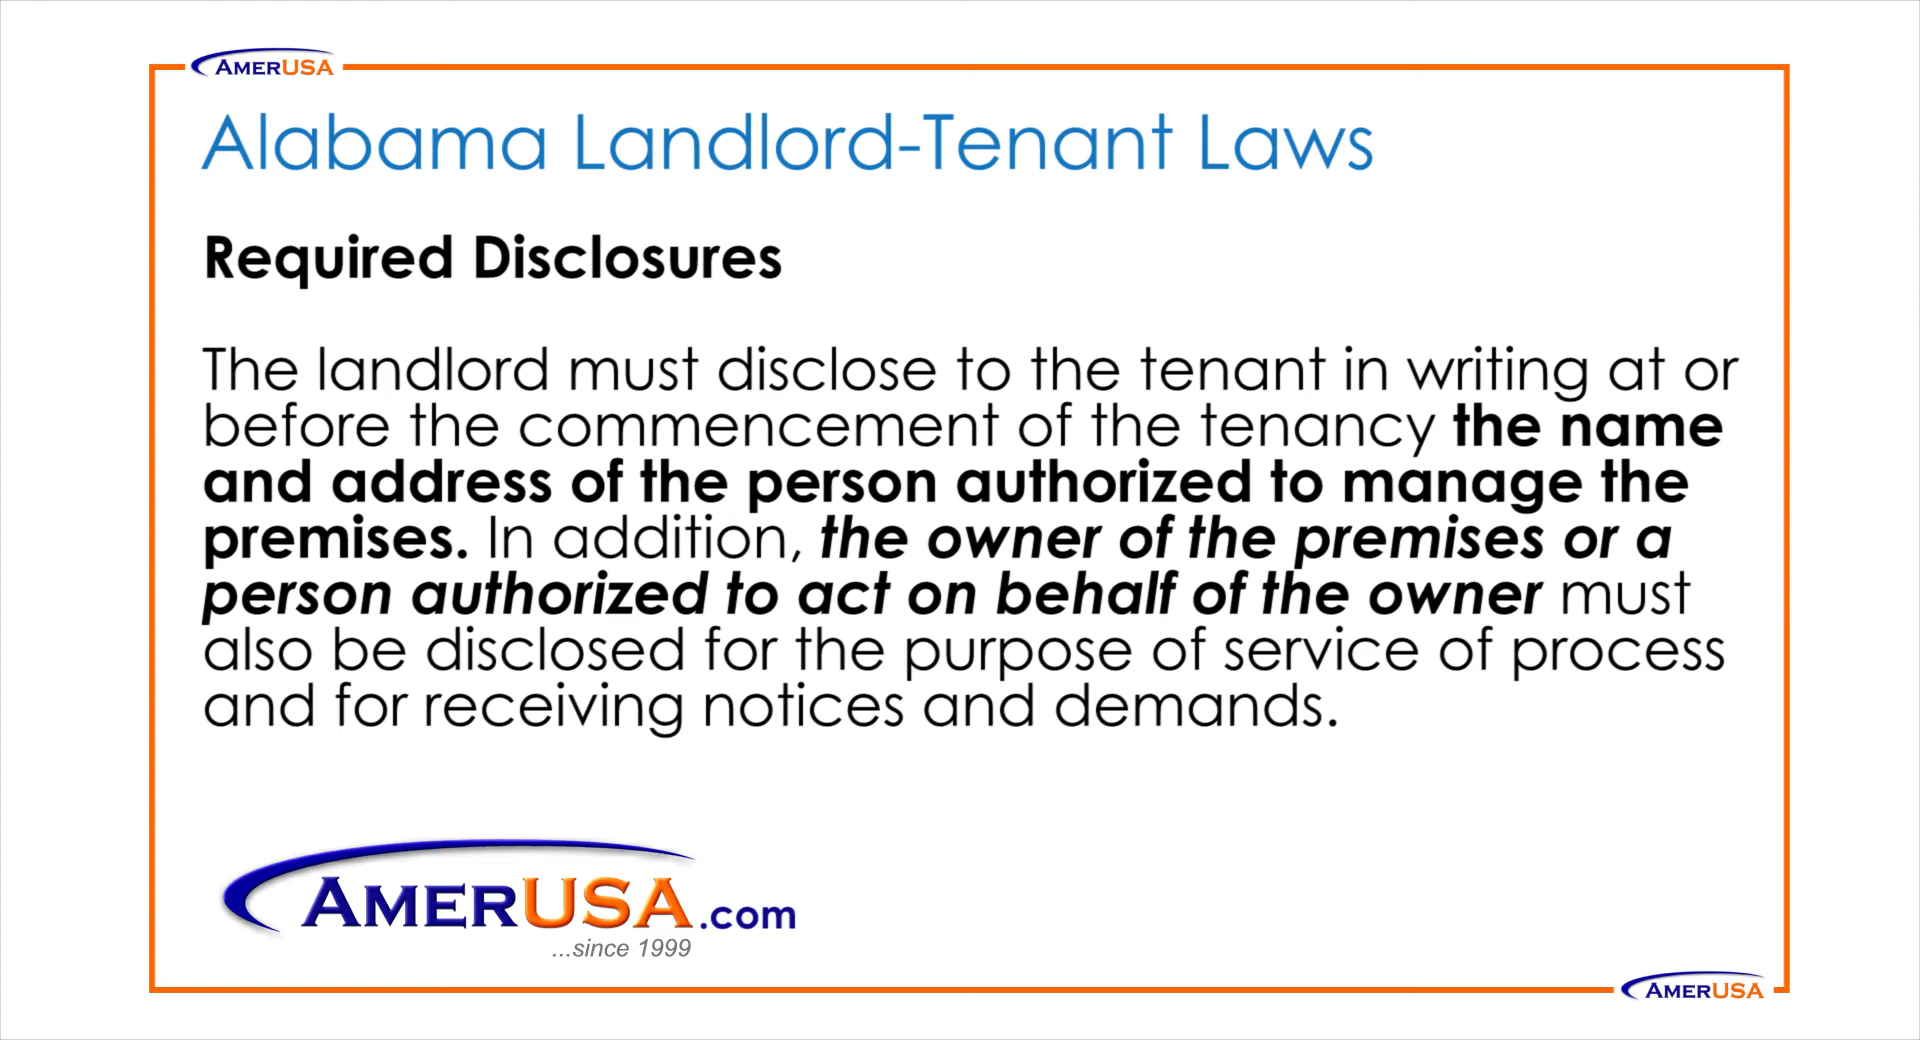 AMERUSA
Alabama Landlord-Tenant Laws
Required Disclosures
The landlord must disclose to the tenant in writing at or
before the commencement of the tenancy the name
and address of the person authorized to manage the
premises. In addition, the owner of the premises or a
person authorized to act on behalf of the owner must
also be disclosed for the purpose of service of process
and for receiving notices and demands.
AMERUSA.com
...since 1999
AMERUSA